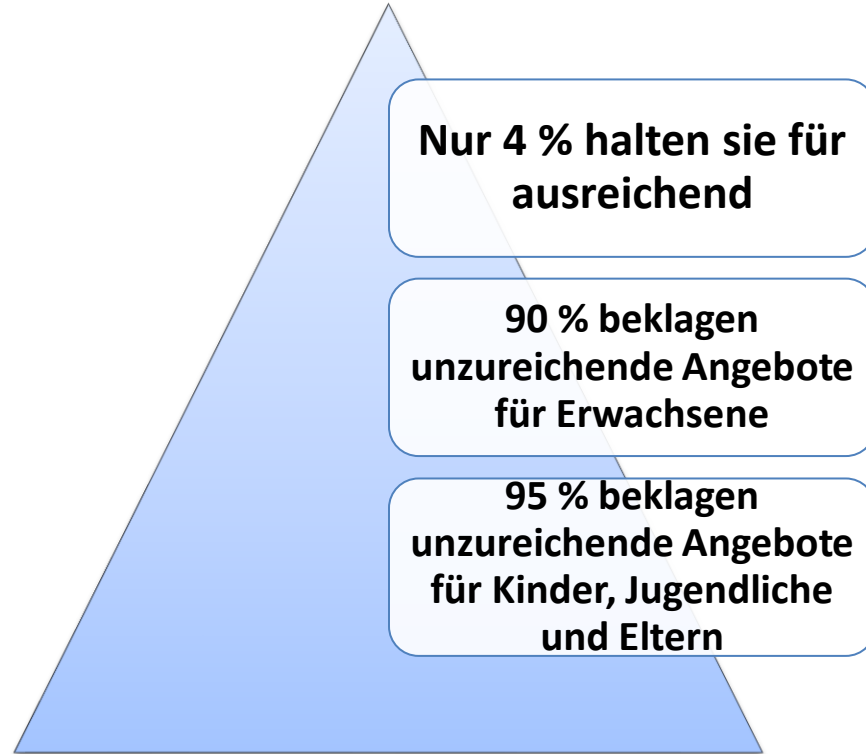 Nur 4 % halten sie für
ausreichend
90 % beklagen
unzureichende Angebote
für Erwachsene
95 % beklagen
unzureichende Angebote
für Kinder, Jugendliche
und Eltern